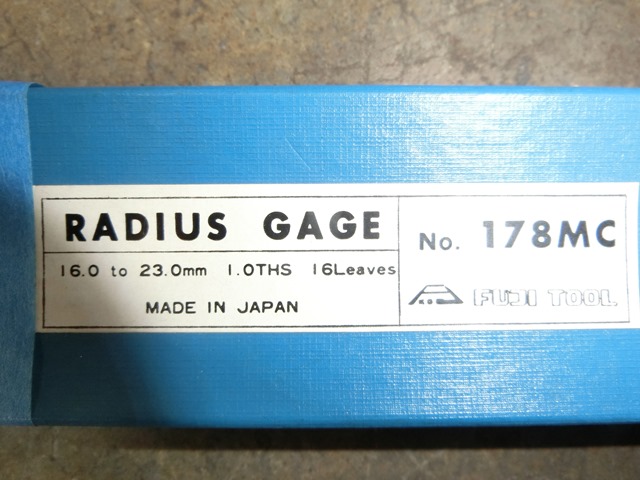 RADIUS GAGE
16.0 to 23.0mm 1.0THS 16Leaves
MADE IN JAPAN
No. 178MC
FUJI TOOL